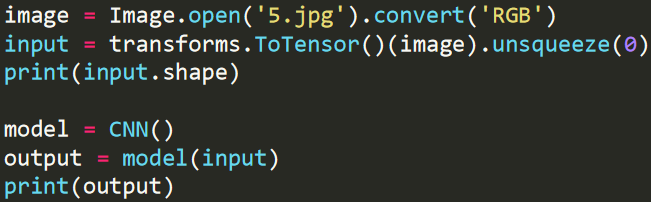 image = Image.open('5.jpg').convert('RGB')
input = transforms.ToTensor()(image).unsqueeze(0)
print(input.shape)
model = CNN()
output = model(input)
print(output)